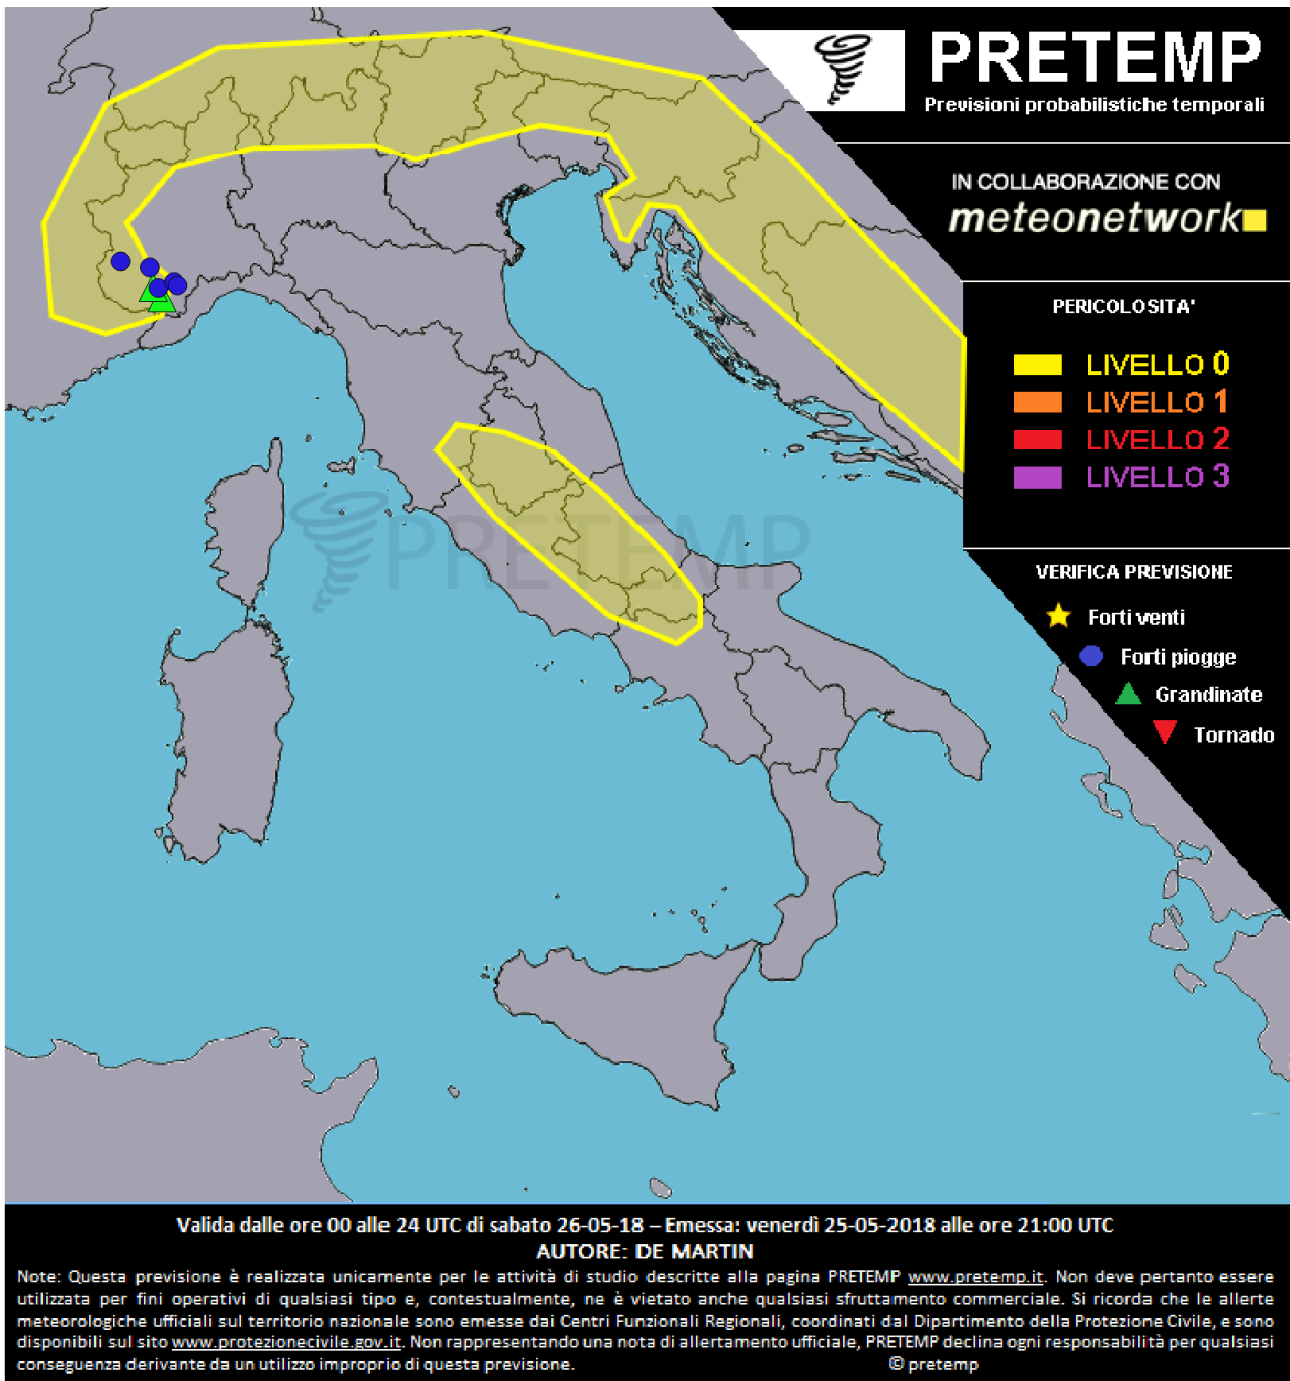 PRETEMP
Previsioni probabilistiche temporali
IN COLLABORAZIONE CON
meteonetwork
PERICOLOSITA'
LIVELLO 0
LIVELLO 1
LIVELLO 2
LIVELLO 3
PRETEMP
VERIFICA PREVISIONE
Forti venti
Forti piogge
Grandinate
Tornado
Valida dalle ore 00 alle 24 UTC di sabato 26-05-18 – Emessa: venerdì 25-05-2018 alle ore 21:00 UTC
AUTORE: DE MARTIN
Note: Questa previsione è realizzata unicamente per le attività di studio descritte alla pagina PRETEMP www.pretemp.it. Non deve pertanto essere
utilizzata per fini operativi di qualsiasi tipo e, contestualmente, ne è vietato anche qualsiasi sfruttamento commerciale. Si ricorda che le allerte
meteorologiche ufficiali sul territorio nazionale sono emesse dai Centri Funzionali Regionali, coordinati dal Dipartimento della Protezione Civile, e sono
disponibili sul sito www.protezionecivile.gov.it. Non rappresentando una nota di allertamento ufficiale, PRETEMP declina ogni responsabilità per qualsiasi
conseguenza derivante da un utilizzo improprio di questa previsione. © pretemp